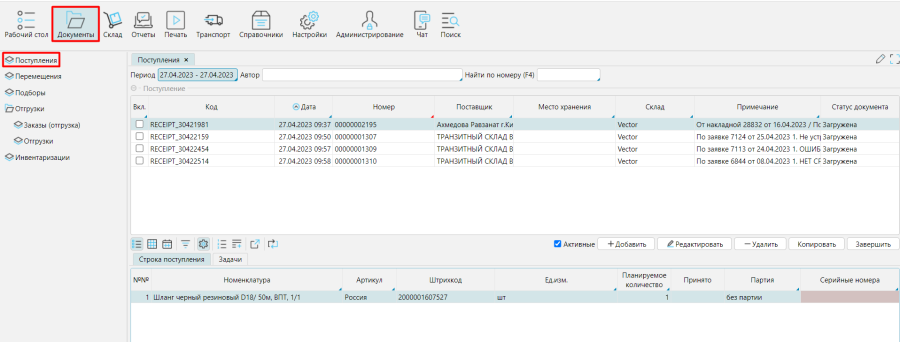 Рабочий стол Документы Склад Отчеты Печать Транспорт Справочники Настройки Администрирование Чат Поиск
Поступления
Перемещения
Подборы
Отгрузки
Заказы (отгрузка)
Отгрузки
Инвентаризации
Поступления ×
Период 27.04.2023 - 27.04.2023 Автор Найти по номеру (F4)
Поступление
Вкл. Код Дата Номер Поставщик Место хранения Склад Примечание Статус документа
RECEIPT_30421981 27.04.2023 09:37 00000002195 Ахмедова Равзанат г.Ки Vector От накладной 28832 от 16.04.2023 / По Загружена
RECEIPT_30422159 27.04.2023 09:50 00000001307 ТРАНЗИТНЫЙ СКЛАД В Vector По заявке 7124 от 25.04.2023 1. Не уст Загружена
RECEIPT_30422454 27.04.2023 09:57 00000001309 ТРАНЗИТНЫЙ СКЛАД В Vector По заявке 7113 от 24.04.2023 1. ОШИБ Загружена
RECEIPT_30422514 27.04.2023 09:58 00000001310 ТРАНЗИТНЫЙ СКЛАД В Vector По заявке 6844 от 08.04.2023 1. НЕТ СР Загружена
Активные Добавить Редактировать Удалить Копировать Завершить
Строка поступления Задачи
№№ Номенклатура Артикул Штрихкод Ед.изм. Планируемое количество Принято Партия Серийные номера
1 Шланг черный резиновый D18/ 50м, ВПТ, 1/1 Россия 2000001607527 шт 1 без партии